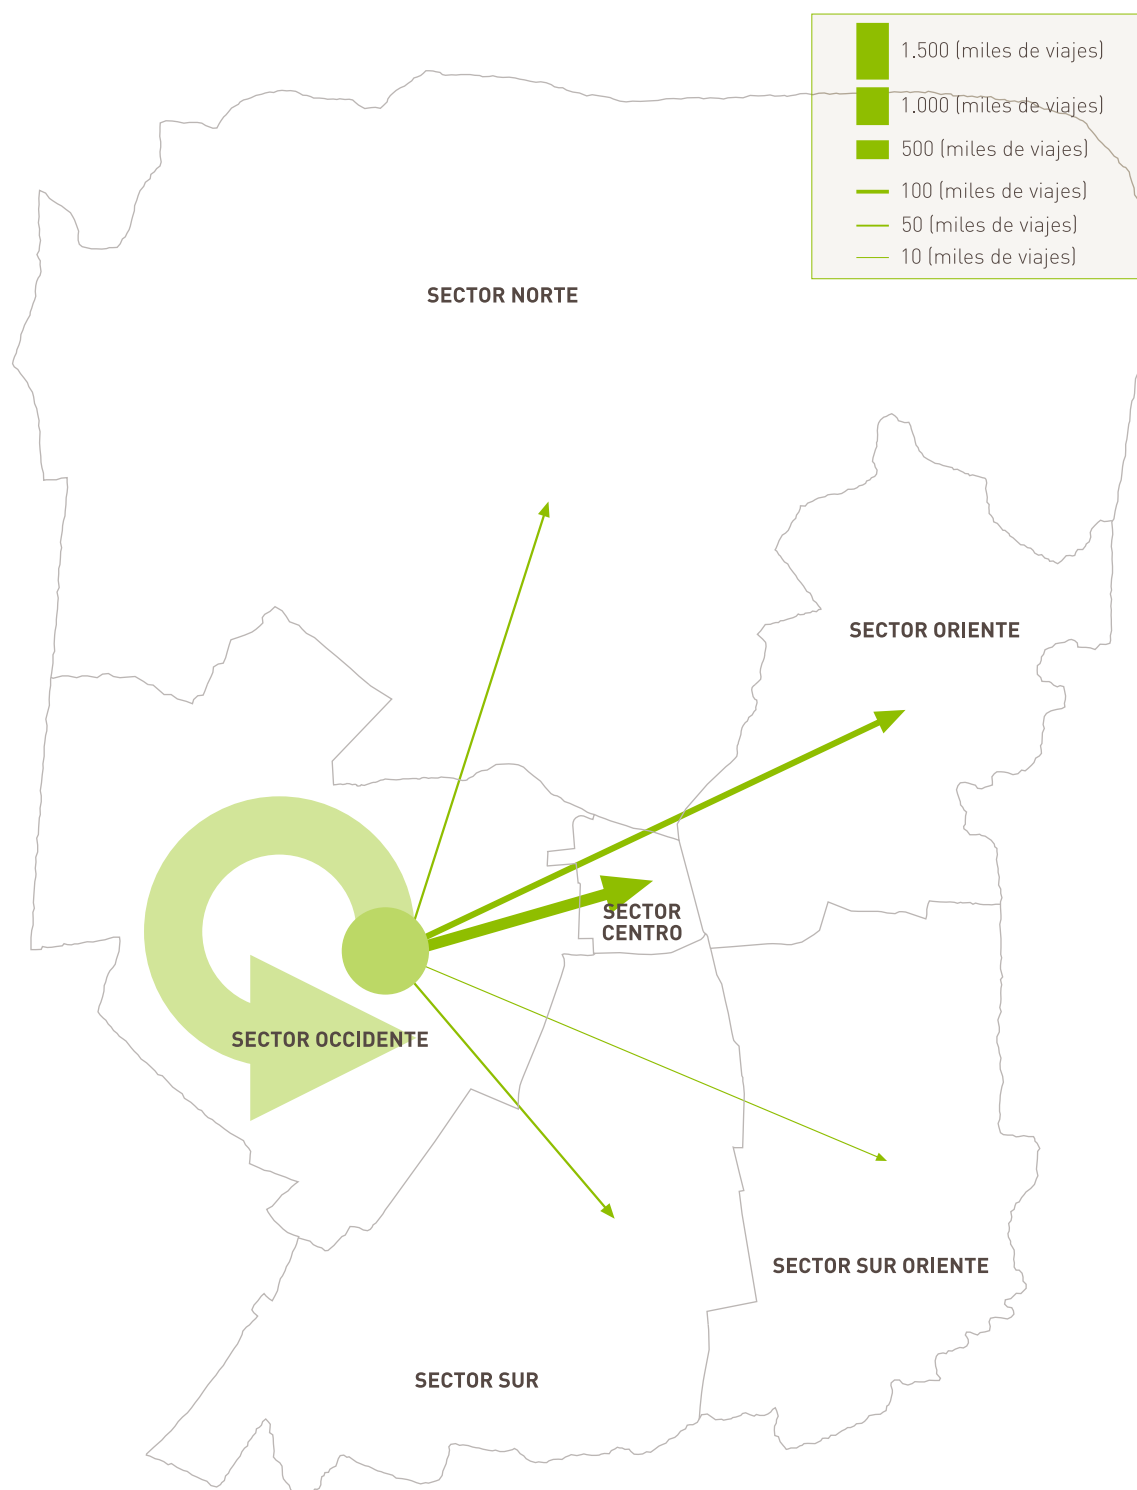 1.500 (miles de viajes)
1.000 (miles de viajes)
500 (miles de viajes)
100 (miles de viajes)
50 (miles de viajes)
10 (miles de viajes)
SECTOR NORTE
SECTOR ORIENTE
SECTOR
CENTRO
SECTOR OCCIDENTE
SECTOR SUR ORIENTE
SECTOR SUR